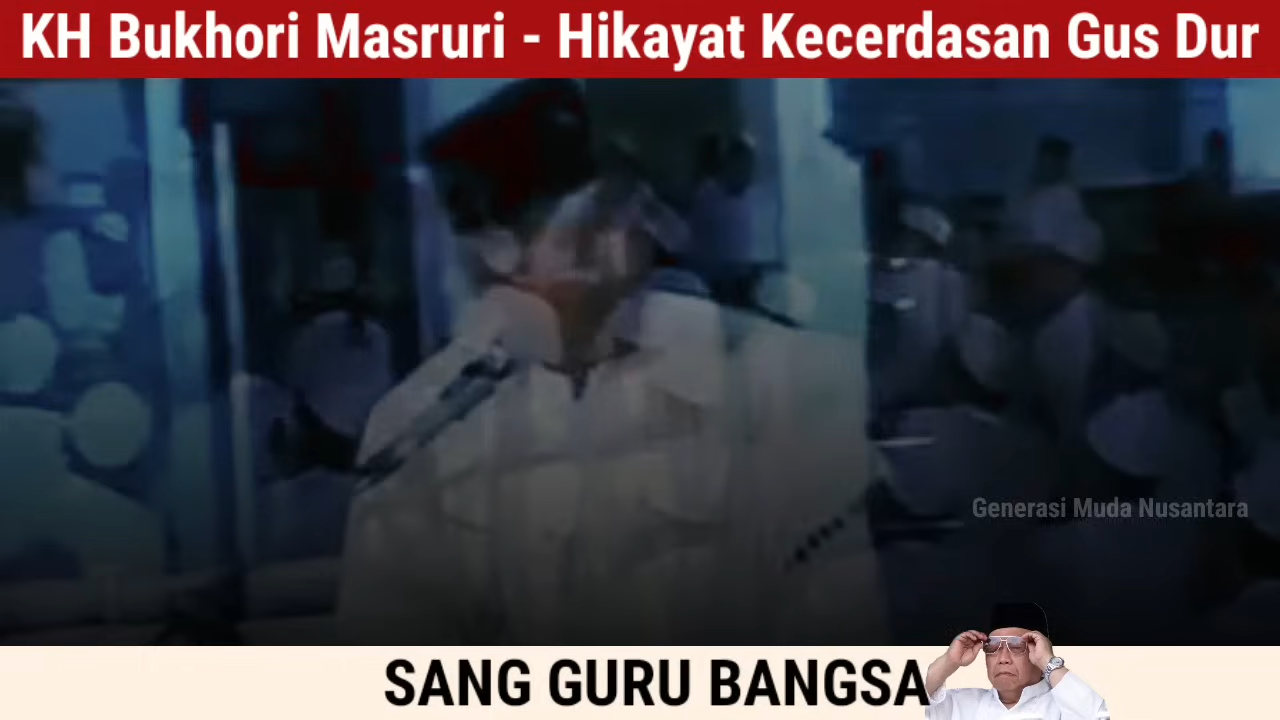 KH Bukhori Masruri - Hikayat Kecerdasan Gus Dur
Generasi Muda Nusantara
SANG GURU BANGSA